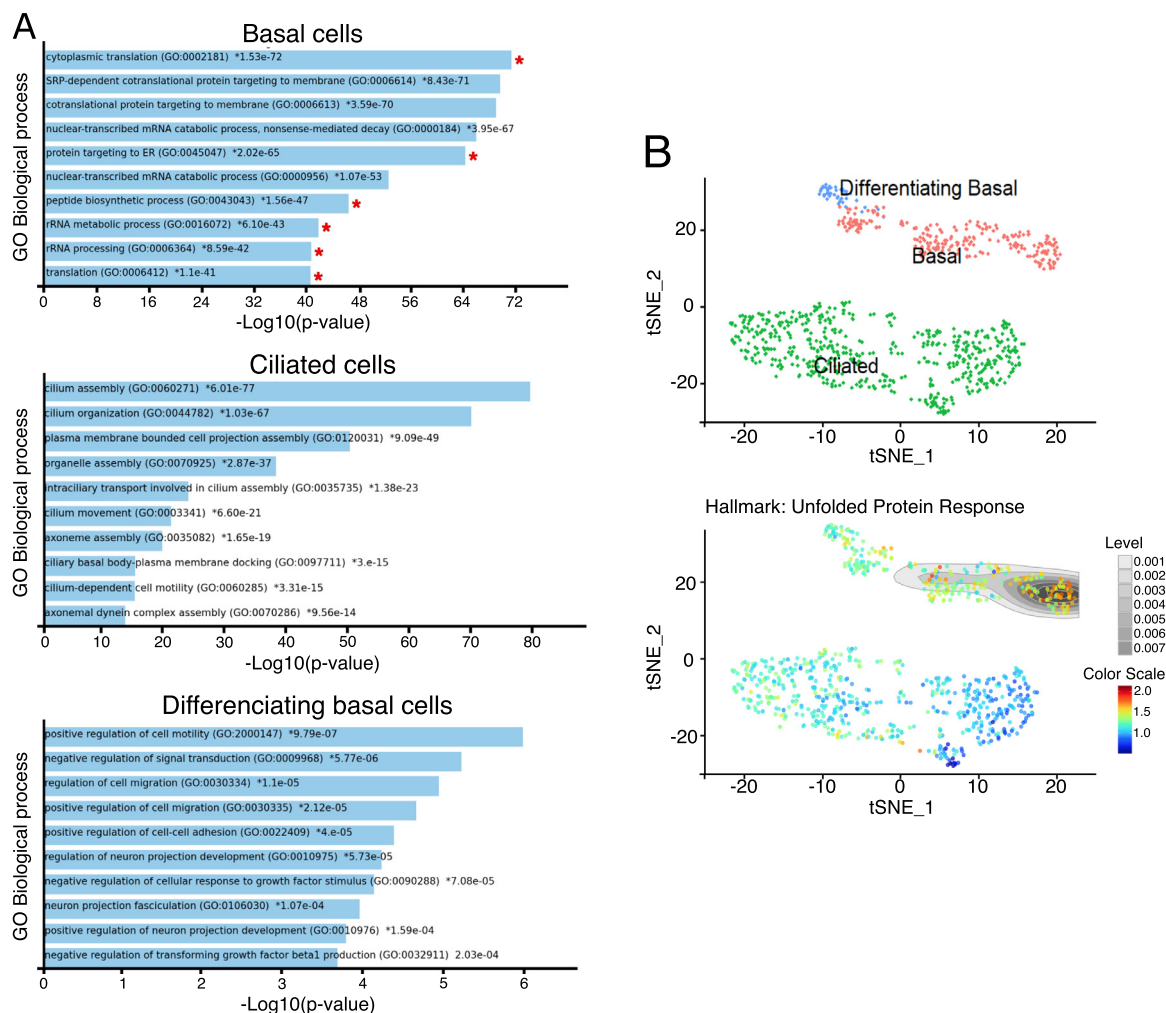 A
Basal cells
GO Biological process
cytoplasmic translation (GO:0002181) *1.53e-72
*
SRP-dependent cotranslational protein targeting to membrane (GO:0006614) *8.43e-71
cotranslational protein targeting to membrane (GO:0006613) *3.59e-70
nuclear-transcribed mRNA catabolic process, nonsense-mediated decay (GO:0000184) *3.95e-67
protein targeting to ER (GO:0045047) *2.02e-65
*
nuclear-transcribed mRNA catabolic process (GO:0000956) *1.07e-53
peptide biosynthetic process (GO:0043043) *1.56e-47
*
rRNA metabolic process (GO:0016072) *6.10e-43
*
rRNA processing (GO:0006364) *8.59e-42
*
translation (GO:0006412) *1.1e-41
*
0 8 16 24 32 40 48 56 64 72
-Log10(p-value)
Ciliated cells
GO Biological process
cilium assembly (GO:0060271) *6.01e-77
cilium organization (GO:0044782) *1.03e-67
plasma membrane bounded cell projection assembly (GO:0120031) *9.09e-49
organelle assembly (GO:0070925) *2.87e-37
intraciliary transport involved in cilium assembly (GO:0035735) *1.38e-23
cilium movement (GO:0003341) *6.60e-21
axoneme assembly (GO:0035082) *1.65e-19
ciliary basal body-plasma membrane docking (GO:0097711) *3.e-15
cilium-dependent cell motility (GO:0060285) *3.31e-15
axonemal dynein complex assembly (GO:0070286) *9.56e-14
0 10 20 30 40 50 60 70 80
-Log10(p-value)
Differenciating basal cells
GO Biological process
positive regulation of cell motility (GO:2000147) *9.79e-07
negative regulation of signal transduction (GO:0009968) *5.77e-06
regulation of cell migration (GO:0030334) *1.1e-05
positive regulation of cell migration (GO:0030335) *2.12e-05
positive regulation of cell-cell adhesion (GO:0022409) *4.e-05
regulation of neuron projection development (GO:0010975) *5.73e-05
negative regulation of cellular response to growth factor stimulus (GO:0090288) *7.08e-05
neuron projection fasciculation (GO:0106030) *1.07e-04
positive regulation of neuron projection development (GO:0010976) *1.59e-04
negative regulation of transforming growth factor beta1 production (GO:0032911) 2.03e-04
0 1 2 3 4 5 6
-Log10(p-value)
B
Differentiating Basal
Basal
Ciliated
tSNE_2
20
0
-20
-20 -10 0 10 20
tSNE_1
Hallmark: Unfolded Protein Response
tSNE_2
20
0
-20
-20 -10 0 10 20
tSNE_1
Level
0.001
0.002
0.003
0.004
0.005
0.006
0.007
Color Scale
2.0
1.5
1.0